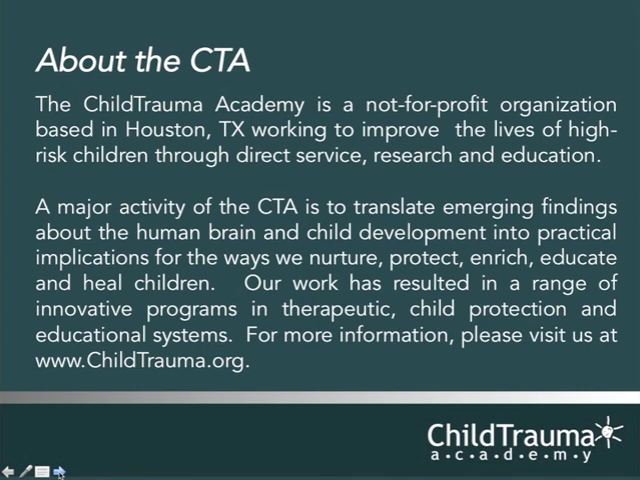 About the CTA
The ChildTrauma Academy is a not-for-profit organization
based in Houston, TX working to improve the lives of high-
risk children through direct service, research and education.
A major activity of the CTA is to translate emerging findings
about the human brain and child development into practical
implications for the ways we nurture, protect, enrich, educate
and heal children. Our work has resulted in a range of
innovative programs in therapeutic, child protection and
educational systems. For more information, please visit us at
www.ChildTrauma.org.
ChildTrauma
a.c.a.d.e.m.y